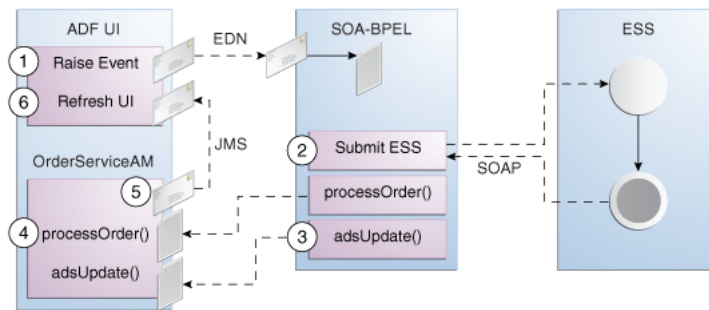 ADF UI
SOA-BPEL
ESS
EDN
1
Raise Event
6
Refresh UI
JMS
OrderServiceAM
2
Submit ESS
SOAP
5
processOrder()
4
processOrder()
3
adsUpdate()
adsUpdate()